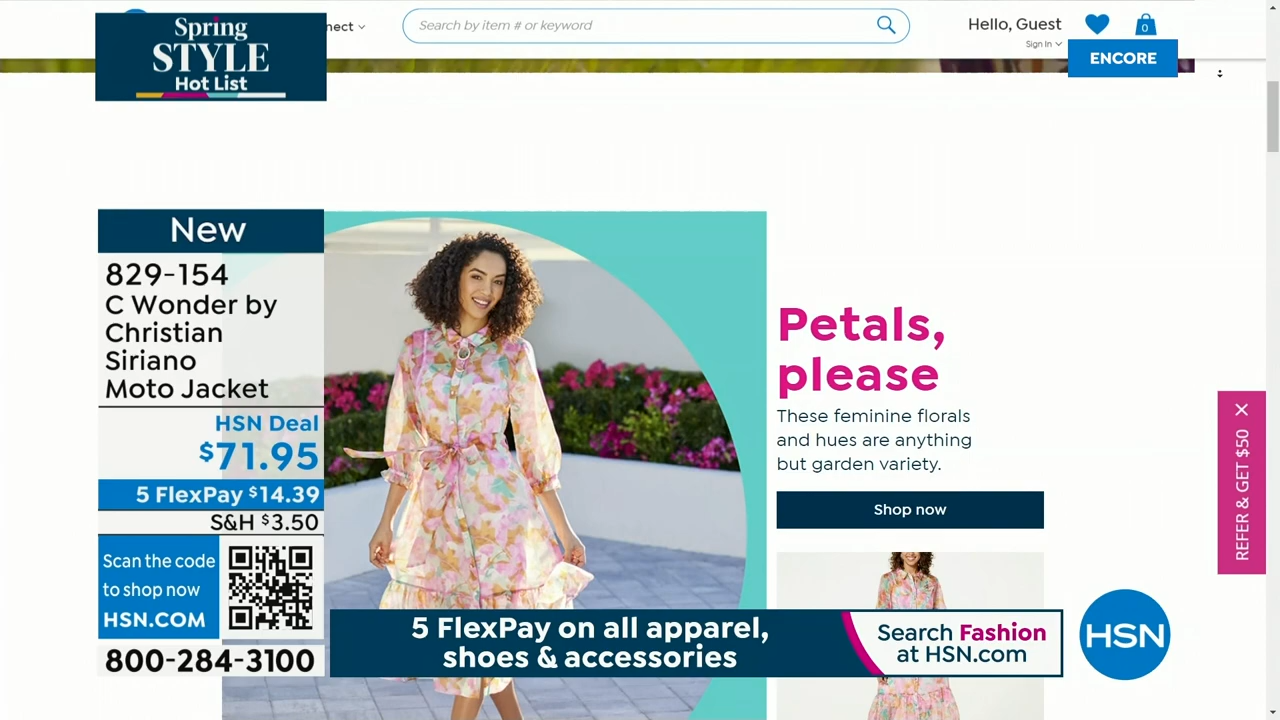 Spring
STYLE
Hot List
nect
Search by item # or keyword
Hello, Guest
Sign In
0
ENCORE
New
829-154
C Wonder by
Christian
Siriano
Moto Jacket
HSN Deal
$71.95
5 FlexPay $14.39
S&H $3.50
Scan the code
to shop now
HSN.COM
800-284-3100
Petals,
please
These feminine florals
and hues are anything
but garden variety.
Shop now
REFER & GET $50
5 FlexPay on all apparel,
shoes & accessories
Search Fashion
at HSN.com
HSN